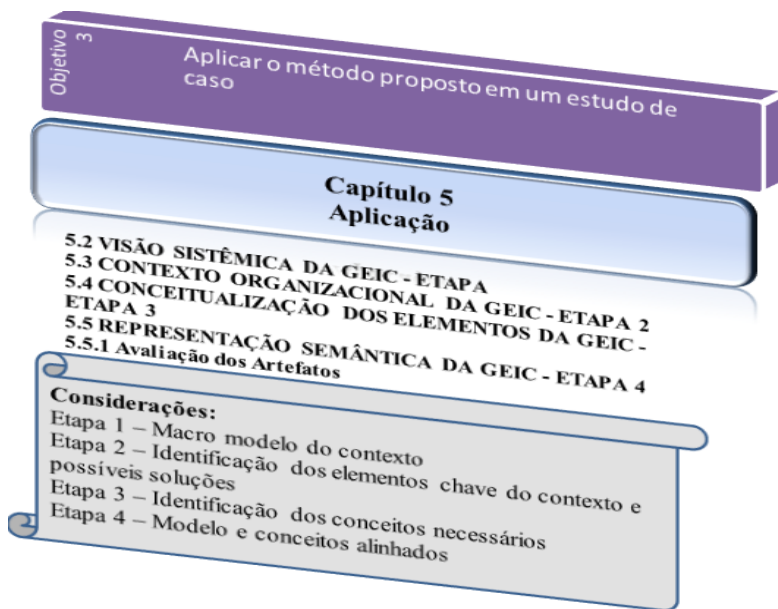 Objetivo
3
Aplicar o método proposto em um estudo de
caso
Capítulo 5
Aplicação
5.2 VISÃO SISTÊMICA DA GEIC - ETAPA
5.3 CONTEXTO ORGANIZACIONAL DA GEIC - ETAPA 2
5.4 CONCEITUALIZAÇÃO DOS ELEMENTOS DA GEIC -
ETAPA 3
5.5 REPRESENTAÇÃO SEMÂNTICA DA GEIC - ETAPA 4
5.5.1 Avaliação dos Artefatos
Considerações:
Etapa 1 – Macro modelo do contexto
Etapa 2 – Identificação dos elementos chave do contexto e
possíveis soluções
Etapa 3 – Identificação dos conceitos necessários
Etapa 4 – Modelo e conceitos alinhados